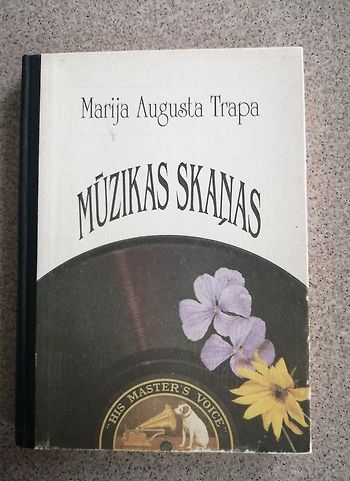 Marija Augusta Trapa
MŪZIKAS SKAŅAS
"HIS MASTER'S VOICE"